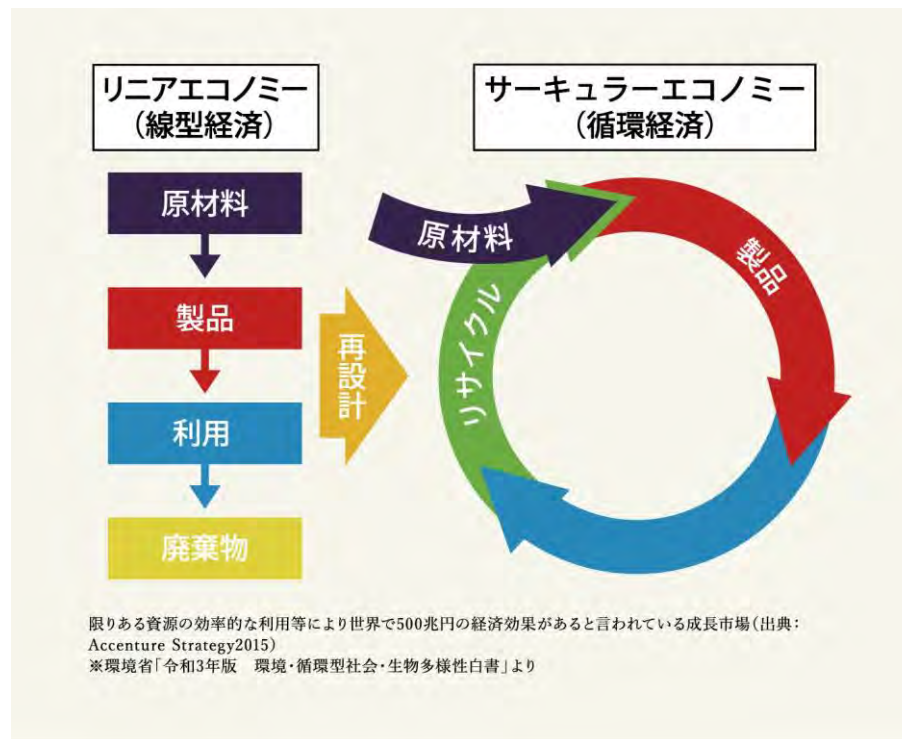 リニアエコノミー
（線型経済）
サーキュラーエコノミー
（循環経済）
原材料
製品
利用
廃棄物
再設計
原材料
製品
リサイクル
限りある資源の効率的な利用等により世界で500兆円の経済効果があると言われている成長市場（出典：
Accenture Strategy2015）
※環境省「令和3年版　環境・循環型社会・生物多様性白書」より